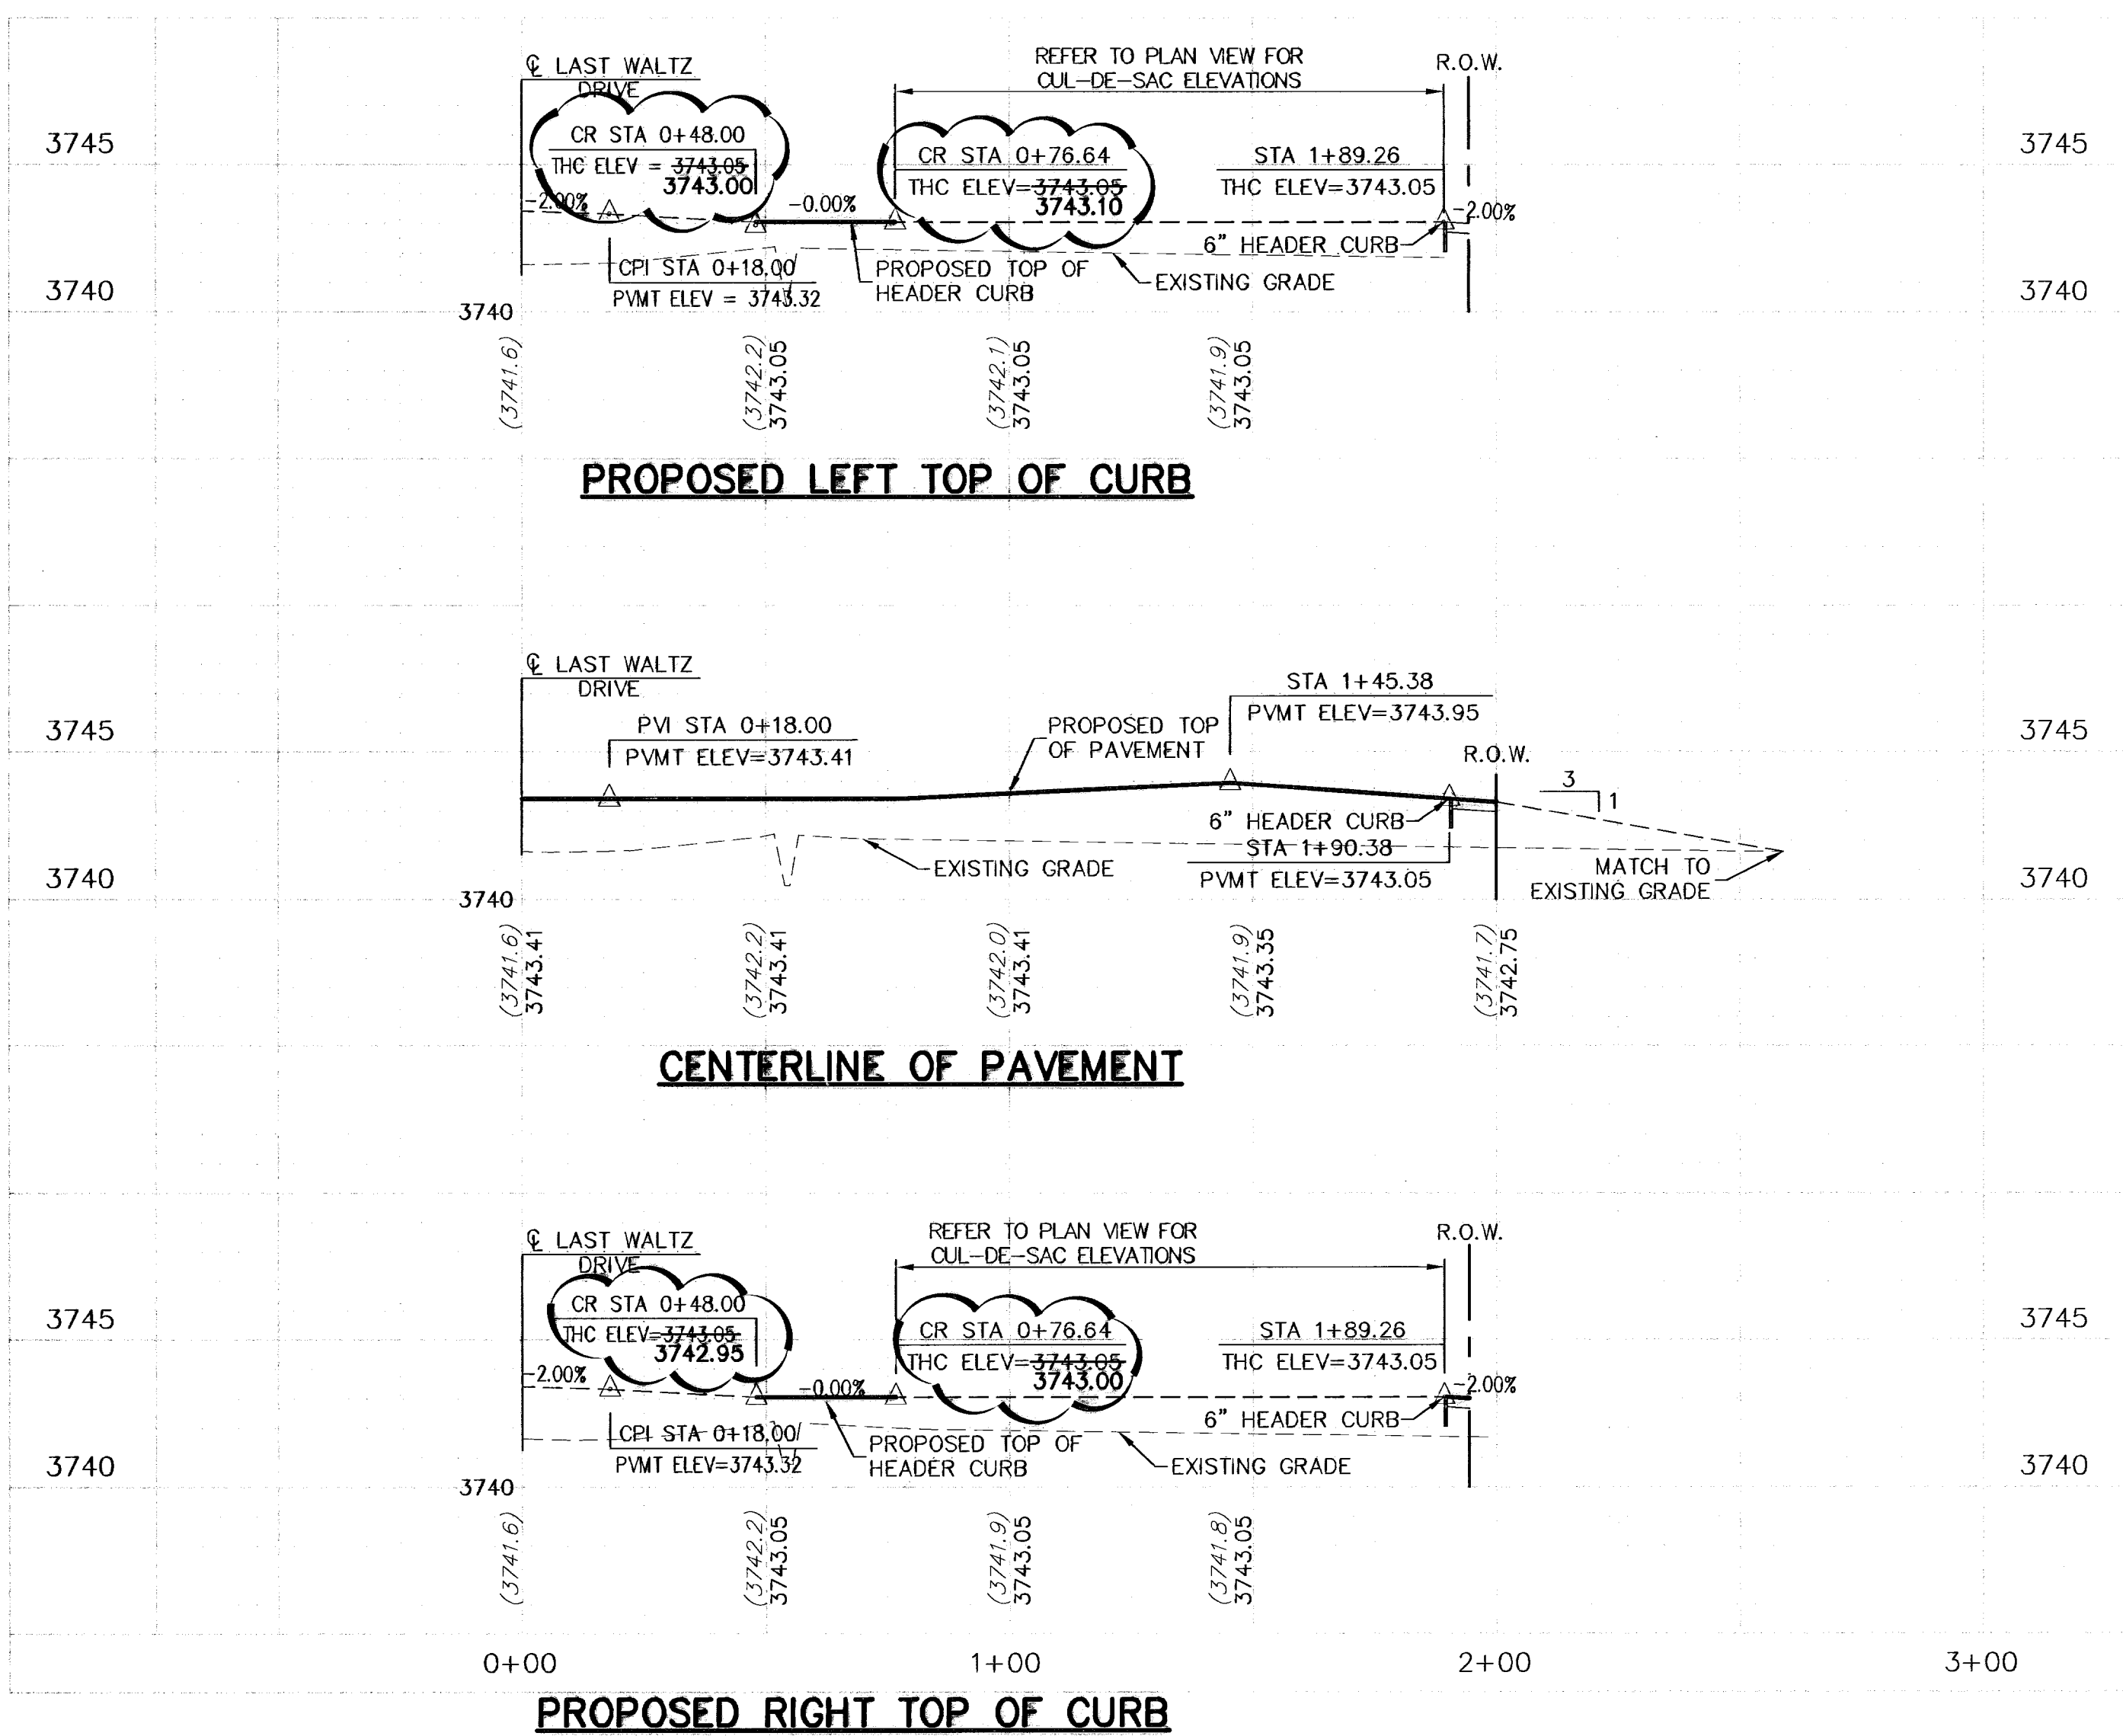 ℄ LAST WALTZ
DRIVE
REFER TO PLAN VIEW FOR
CUL-DE-SAC ELEVATIONS
R.O.W.
3745
CR STA 0+48.00
THC ELEV = 3743.05
3743.00
CR STA 0+76.64
THC ELEV=3743.05
3743.10
STA 1+89.26
THC ELEV=3743.05
3745
-2.00%
-0.00%
-2.00%
6" HEADER CURB
CPI STA 0+18.00
PVMT ELEV = 3743.32
PROPOSED TOP OF
HEADER CURB
EXISTING GRADE
3740
3740
3740
(3741.6)
(3742.2)
3743.05
(3742.1)
3743.05
(3741.9)
3743.05
PROPOSED LEFT TOP OF CURB
℄ LAST WALTZ
DRIVE
3745
PVI STA 0+18.00
PVMT ELEV=3743.41
PROPOSED TOP
OF PAVEMENT
STA 1+45.38
PVMT ELEV=3743.95
R.O.W.
3745
3
1
6" HEADER CURB
STA 1+90.38
PVMT ELEV=3743.05
EXISTING GRADE
MATCH TO
EXISTING GRADE
3740
3740
3740
(3741.6)
3743.41
(3742.2)
3743.41
(3742.0)
3743.41
(3741.9)
3743.35
(3741.7)
3742.75
CENTERLINE OF PAVEMENT
℄ LAST WALTZ
DRIVE
REFER TO PLAN VIEW FOR
CUL-DE-SAC ELEVATIONS
R.O.W.
3745
CR STA 0+48.00
THC ELEV=3743.05
3742.95
CR STA 0+76.64
THC ELEV=3743.05
3743.00
STA 1+89.26
THC ELEV=3743.05
3745
-2.00%
-0.00%
-2.00%
6" HEADER CURB
CPI STA 0+18.00
PVMT ELEV=3743.32
PROPOSED TOP OF
HEADER CURB
EXISTING GRADE
3740
3740
3740
(3741.6)
(3742.2)
3743.05
(3741.9)
3743.05
(3741.8)
3743.05
0+00
1+00
2+00
3+00
PROPOSED RIGHT TOP OF CURB